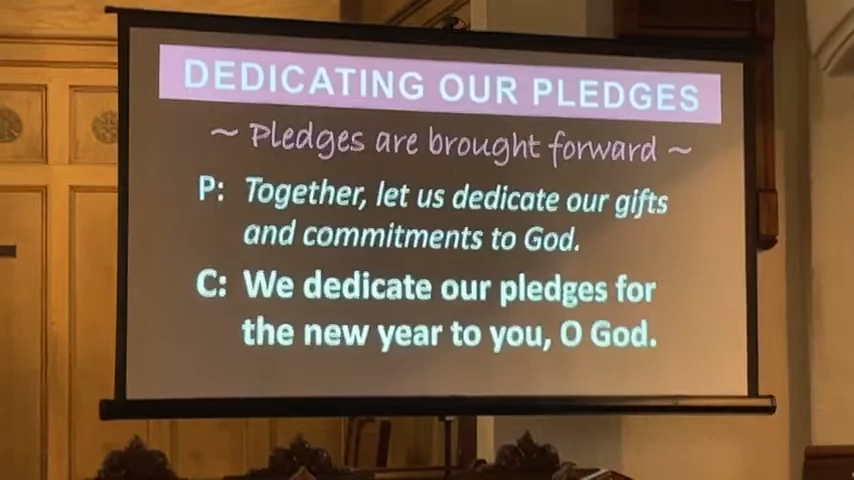 DEDICATING OUR PLEDGES
~ Pledges are brought forward ~
P: Together, let us dedicate our gifts
and commitments to God.
C: We dedicate our pledges for
the new year to you, O God.